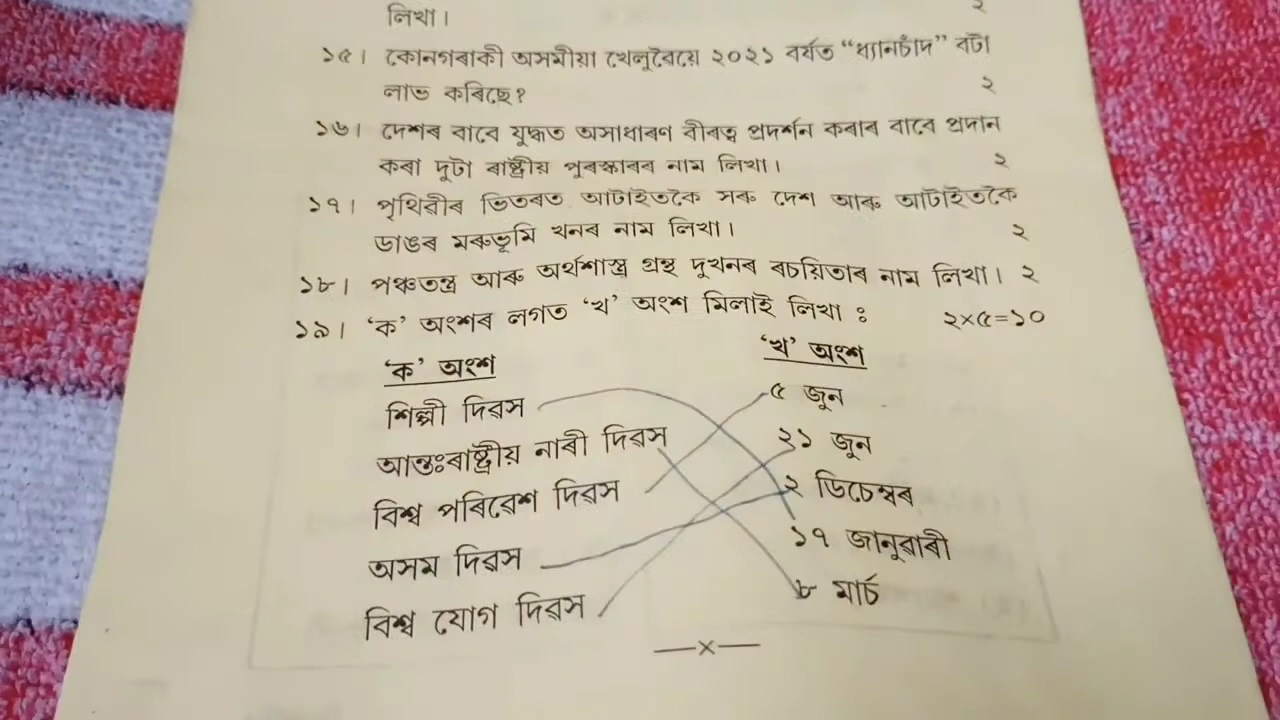 লিখা। ২
১৫। কোনগৰাকী অসমীয়া খেলুৱৈয়ে ২০২১ বৰ্ষত “ধ্যানচাঁদ” বটা
লাভ কৰিছে? ২
১৬। দেশৰ বাবে যুদ্ধত অসাধাৰণ বীৰত্ব প্ৰদৰ্শন কৰাৰ বাবে প্ৰদান
কৰা দুটা ৰাষ্ট্ৰীয় পুৰস্কাৰৰ নাম লিখা। ২
১৭। পৃথিৱীৰ ভিতৰত আটাইতকৈ সৰু দেশ আৰু আটাইতকৈ
ডাঙৰ মৰুভূমি খনৰ নাম লিখা। ২
১৮। পঞ্চতন্ত্ৰ আৰু অৰ্থশাস্ত্ৰ গ্ৰন্থ দুখনৰ ৰচয়িতাৰ নাম লিখা। ২
১৯। ‘ক’ অংশৰ লগত ‘খ’ অংশ মিলাই লিখা : ২×৫=১০
‘ক’ অংশ ‘খ’ অংশ
শিল্পী দিৱস ৫ জুন
আন্তঃৰাষ্ট্ৰীয় নাৰী দিৱস ২১ জুন
বিশ্ব পৰিৱেশ দিৱস ২ ডিচেম্বৰ
অসম দিৱস ১৭ জানুৱাৰী
বিশ্ব যোগ দিৱস ৮ মাৰ্চ
—×—